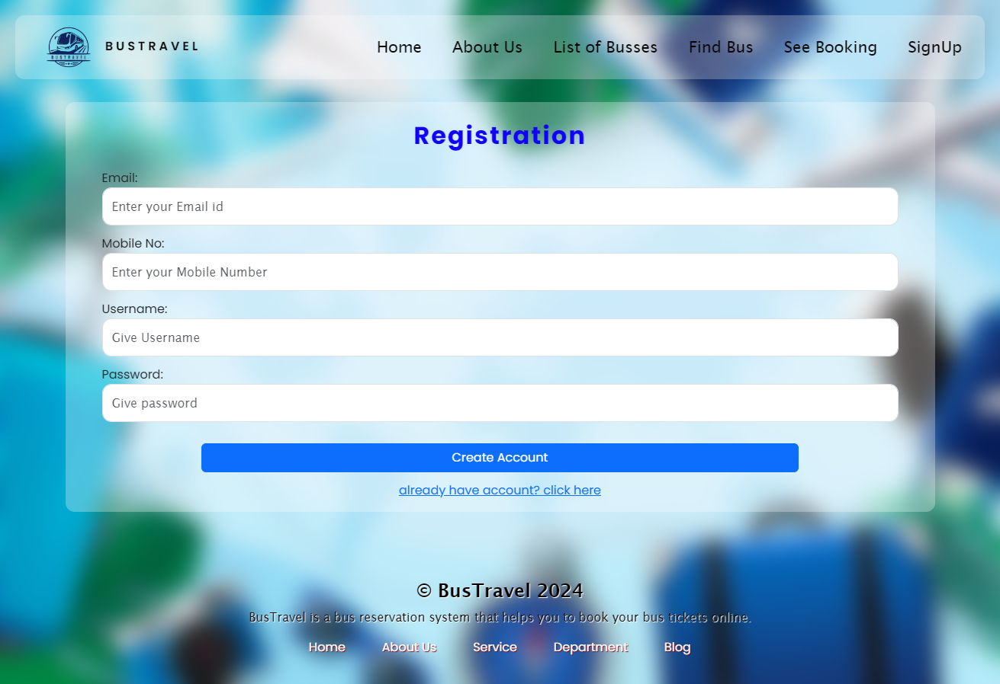 BUSTRAVEL
BUSTRAVEL Home About Us List of Busses Find Bus See Booking SignUp
Registration
Email:
Enter your Email id
Mobile No:
Enter your Mobile Number
Username:
Give Username
Password:
Give password
Create Account
already have account? click here
© BusTravel 2024
BusTravel is a bus reservation system that helps you to book your bus tickets online.
Home About Us Service Department Blog